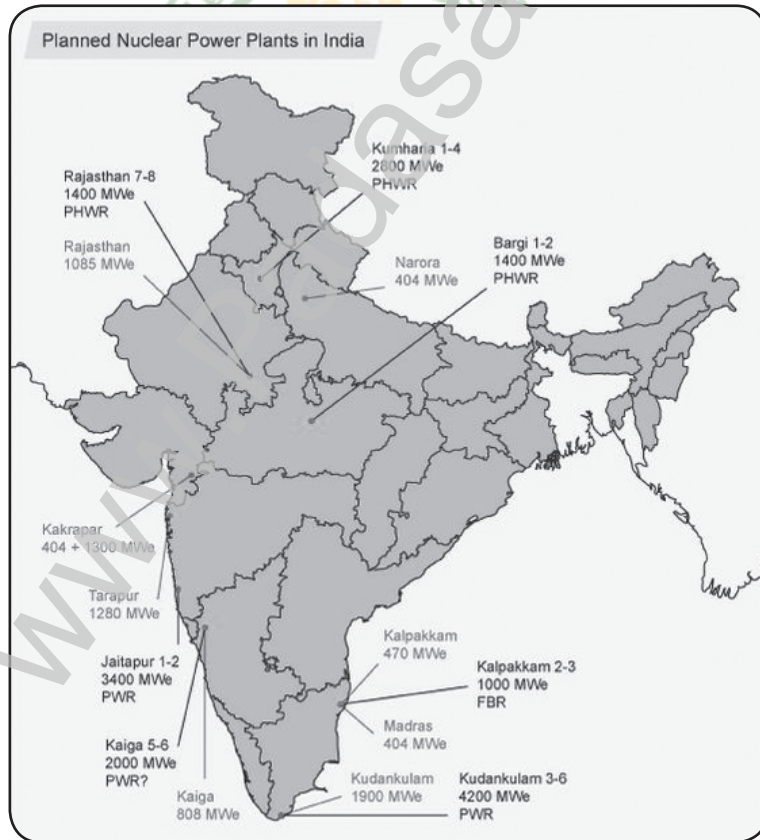 Planned Nuclear Power Plants in India
Kumharia 1-4
2800 MWe
PHWR
Rajasthan 7-8
1400 MWe
PHWR
Rajasthan
1085 MWe
Narora
404 MWe
Bargi 1-2
1400 MWe
PHWR
Kakrapar
404 + 1300 MWe
Tarapur
1280 MWe
Jaitapur 1-2
3400 MWe
PWR
Kaiga 5-6
2000 MWe
PWR?
Kaiga
808 MWe
Kalpakkam
470 MWe
Kalpakkam 2-3
1000 MWe
FBR
Madras
404 MWe
Kudankulam
1900 MWe
Kudankulam 3-6
4200 MWe
PWR